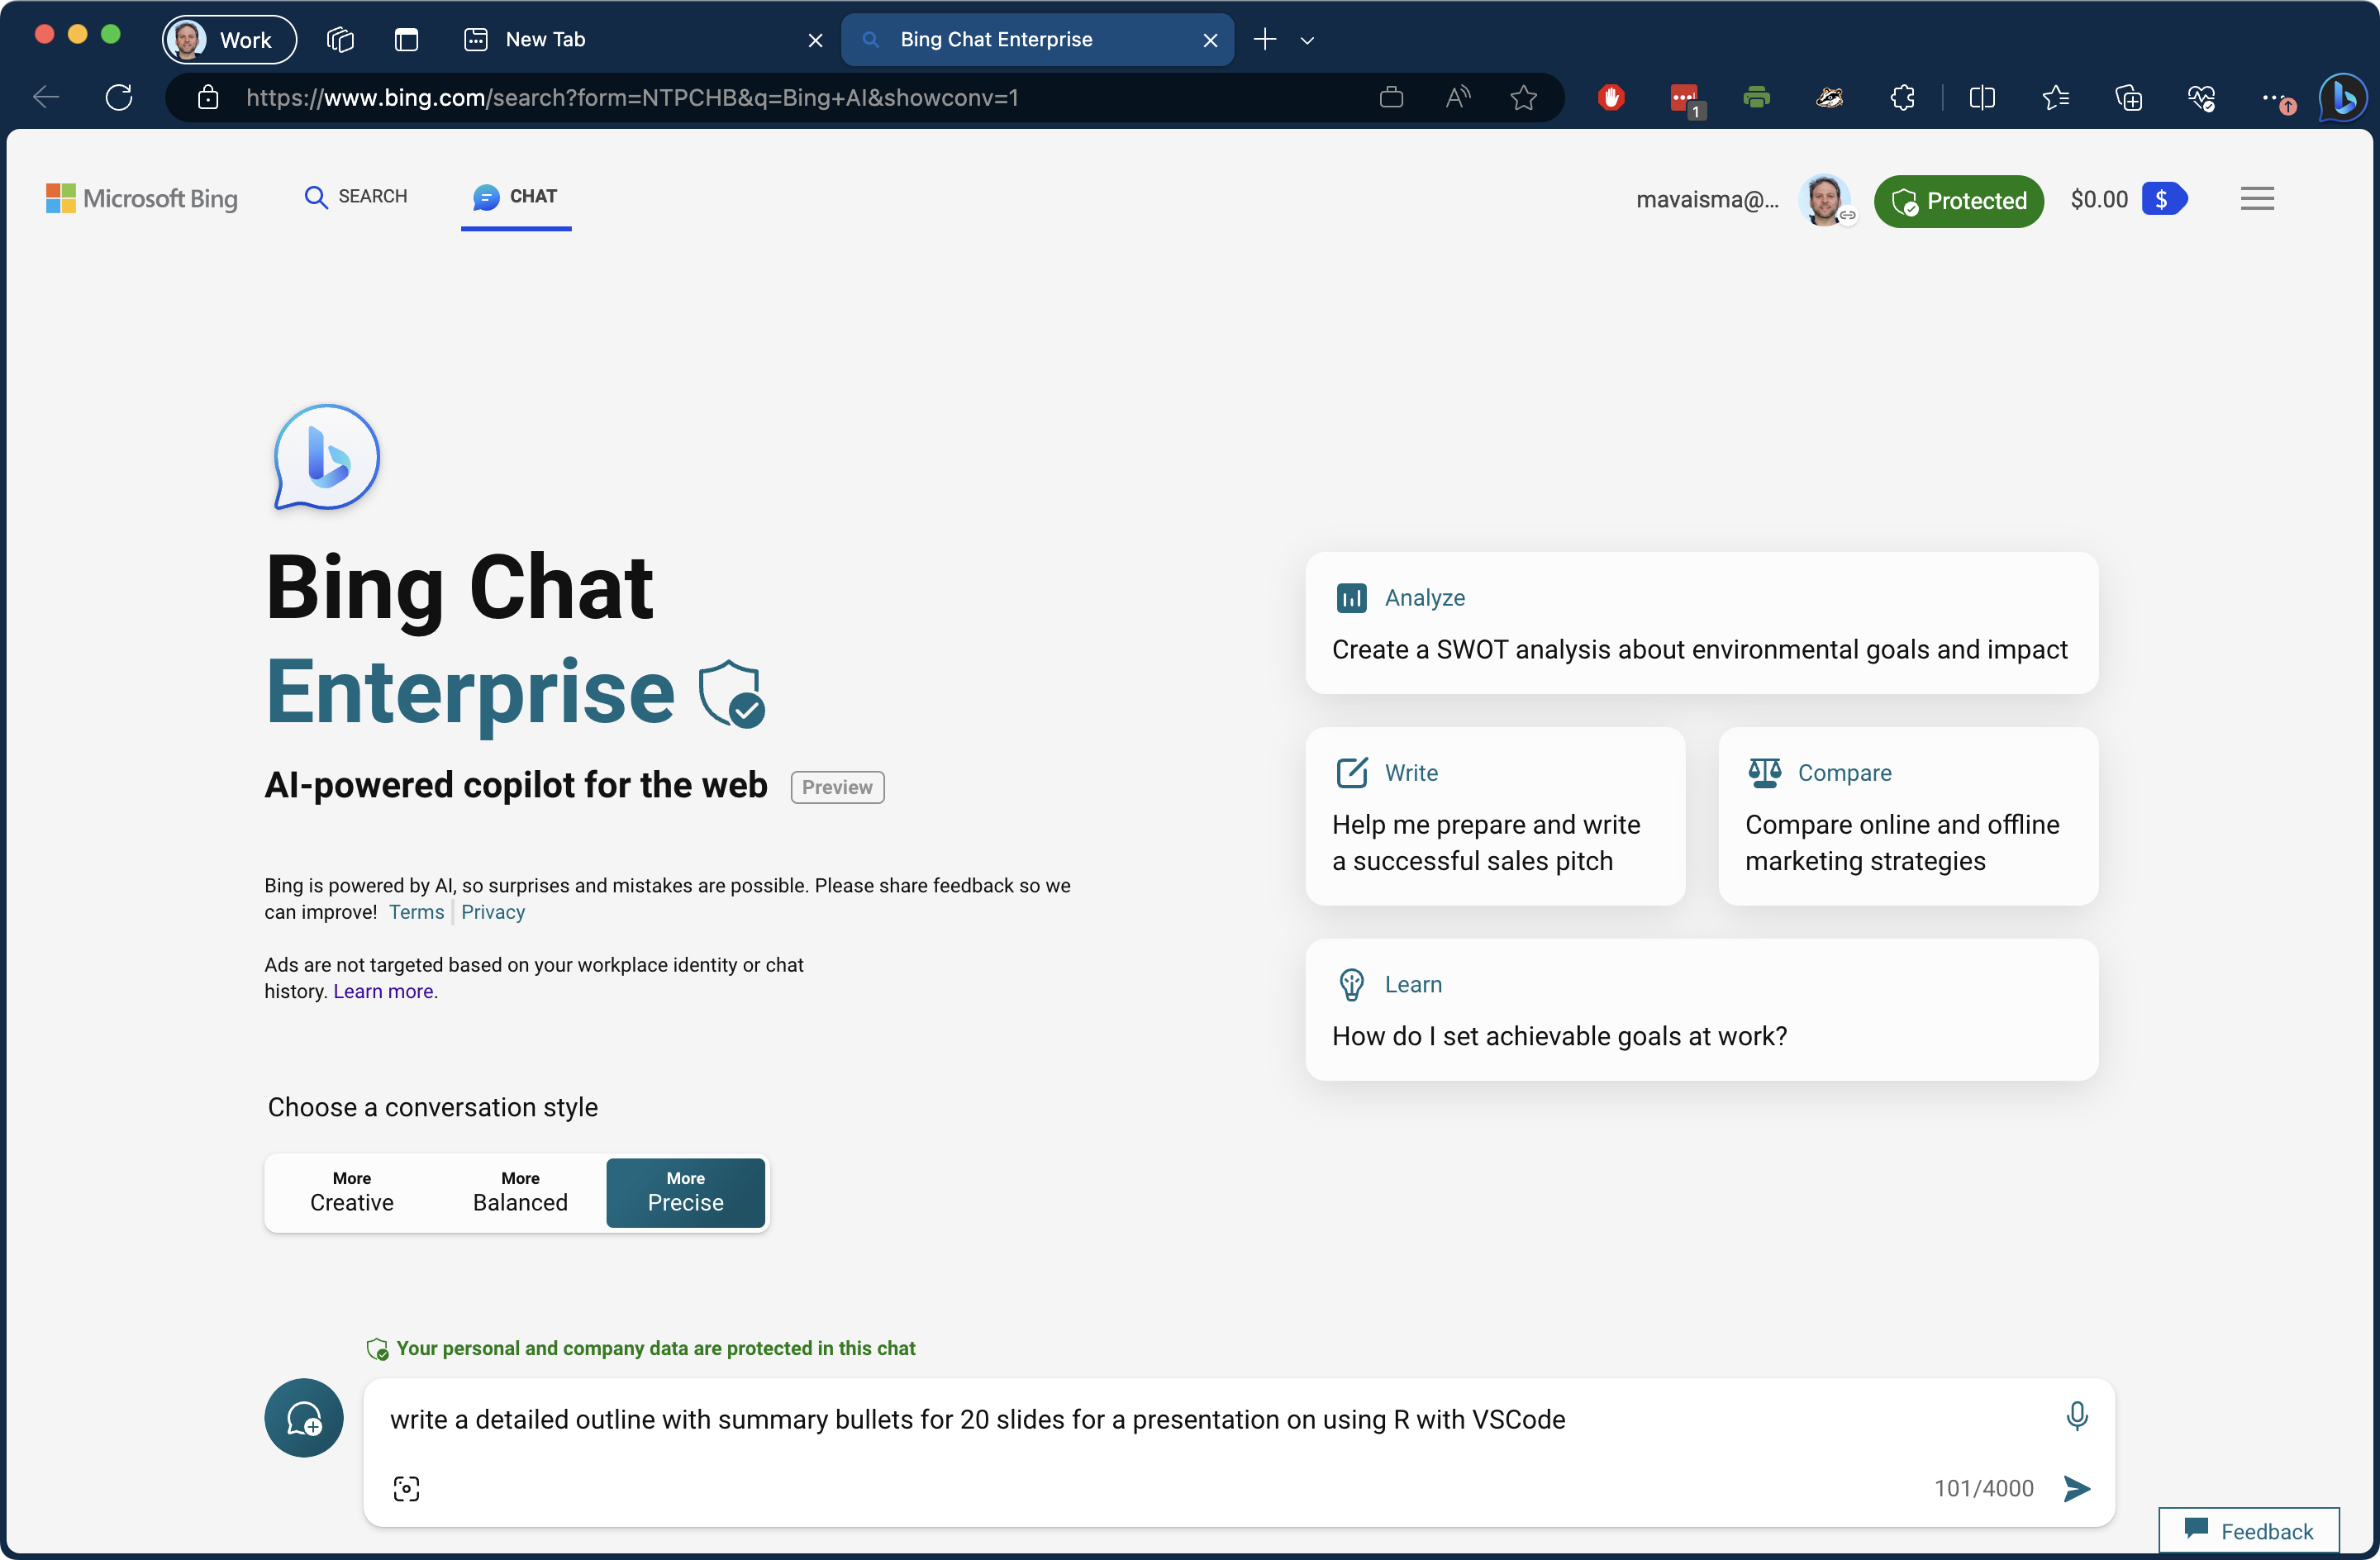 Work
New Tab
Bing Chat Enterprise
https://www.bing.com/search?form=NTPCHB&q=Bing+AI&showconv=1
1
Microsoft Bing
SEARCH
CHAT
mavaisma@...
Protected
$0.00
$
Bing Chat
Enterprise
AI-powered copilot for the web
Preview
Bing is powered by AI, so surprises and mistakes are possible. Please share feedback so we
can improve! Terms | Privacy
Ads are not targeted based on your workplace identity or chat
history. Learn more.
Analyze
Create a SWOT analysis about environmental goals and impact
Write
Help me prepare and write
a successful sales pitch
Compare
Compare online and offline
marketing strategies
Learn
How do I set achievable goals at work?
Choose a conversation style
More
Creative
More
Balanced
More
Precise
Your personal and company data are protected in this chat
write a detailed outline with summary bullets for 20 slides for a presentation on using R with VSCode
101/4000
Feedback